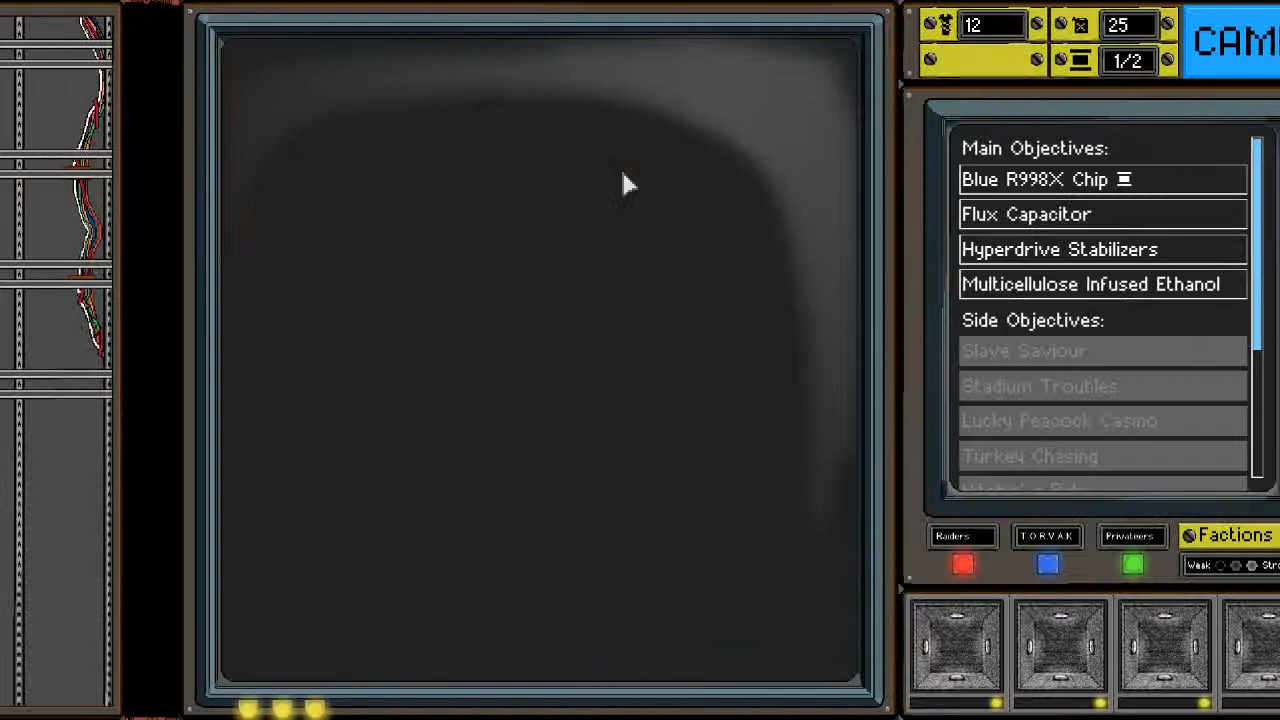 12
25
1/2
CAM
Main Objectives:
Blue R998X Chip
Flux Capacitor
Hyperdrive Stabilizers
Multicellulose Infused Ethanol
Side Objectives:
Slave Saviour
Stadium Troubles
Lucky Peacock Casino
Turkey Chasing
Raiders
T.O.R.V.A.K
Privateers
Factions
Weak
Stro